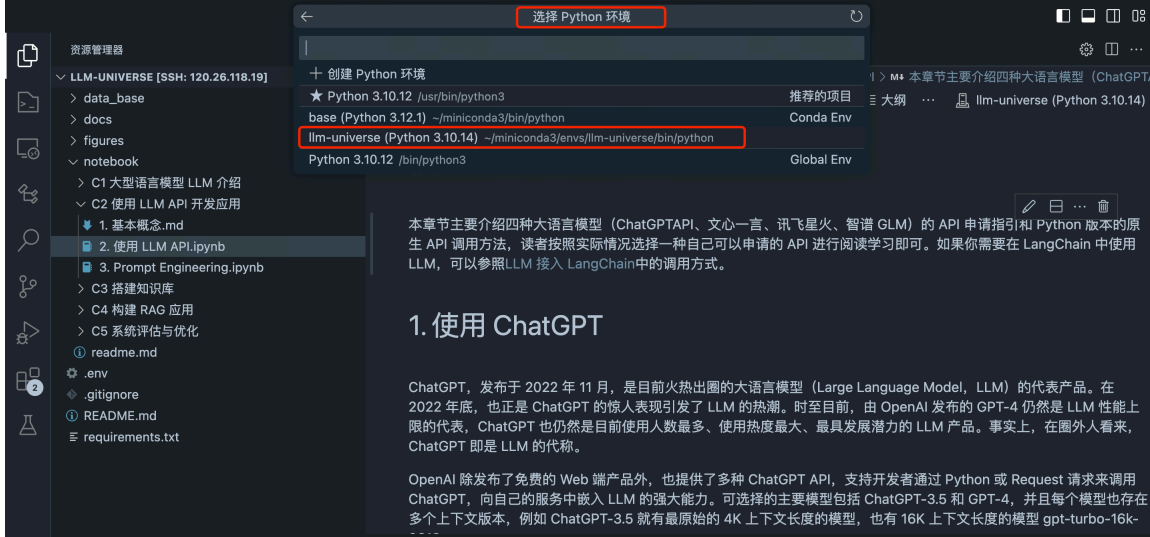 选择 Python 环境
资源管理器
LLM-UNIVERSE [SSH: 120.26.118.19]
data_base
docs
figures
notebook
C1 大型语言模型 LLM 介绍
C2 使用 LLM API 开发应用
1. 基本概念.md
2. 使用 LLM API.ipynb
3. Prompt Engineering.ipynb
C3 搭建知识库
C4 构建 RAG 应用
C5 系统评估与优化
readme.md
.env
.gitignore
README.md
requirements.txt
2
创建 Python 环境
Python 3.10.12 /usr/bin/python3 推荐的项目
base (Python 3.12.1) ~/miniconda3/bin/python Conda Env
llm-universe (Python 3.10.14) ~/miniconda3/envs/llm-universe/bin/python
Python 3.10.12 /bin/python3 Global Env
本章节主要介绍四种大语言模型（ChatGPT
大纲 ··· llm-universe (Python 3.10.14)
本章节主要介绍四种大语言模型（ChatGPTAPI、文心一言、讯飞星火、智谱 GLM）的 API 申请指引和 Python 版本的原
生 API 调用方法，读者按照实际情况选择一种自己可以申请的 API 进行阅读学习即可。如果你需要在 LangChain 中使用
LLM，可以参照LLM 接入 LangChain中的调用方式。
1. 使用 ChatGPT
ChatGPT，发布于 2022 年 11 月，是目前火热出圈的大语言模型（Large Language Model，LLM）的代表产品。在
2022 年底，也正是 ChatGPT 的惊人表现引发了 LLM 的热潮。时至目前，由 OpenAI 发布的 GPT-4 仍然是 LLM 性能上
限的代表，ChatGPT 也仍然是目前使用人数最多、使用热度最大、最具发展潜力的 LLM 产品。事实上，在圈外人看来，
ChatGPT 即是 LLM 的代称。
OpenAI 除发布了免费的 Web 端产品外，也提供了多种 ChatGPT API，支持开发者通过 Python 或 Request 请求来调用
ChatGPT，向自己的服务中嵌入 LLM 的强大能力。可选择的主要模型包括 ChatGPT-3.5 和 GPT-4，并且每个模型也存在
多个上下文版本，例如 ChatGPT-3.5 就有最原始的 4K 上下文长度的模型，也有 16K 上下文长度的模型 gpt-turbo-16k-